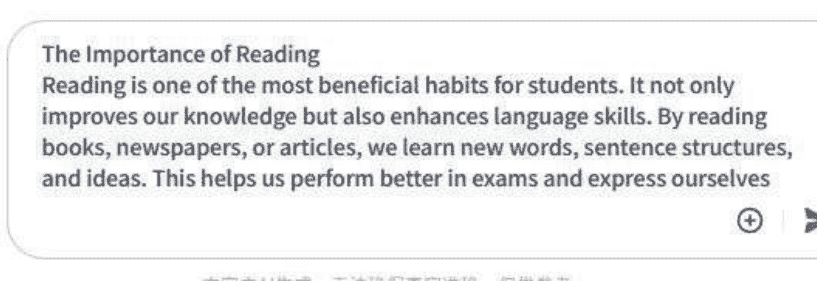 The Importance of Reading
Reading is one of the most beneficial habits for students. It not only
improves our knowledge but also enhances language skills. By reading
books, newspapers, or articles, we learn new words, sentence structures,
and ideas. This helps us perform better in exams and express ourselves